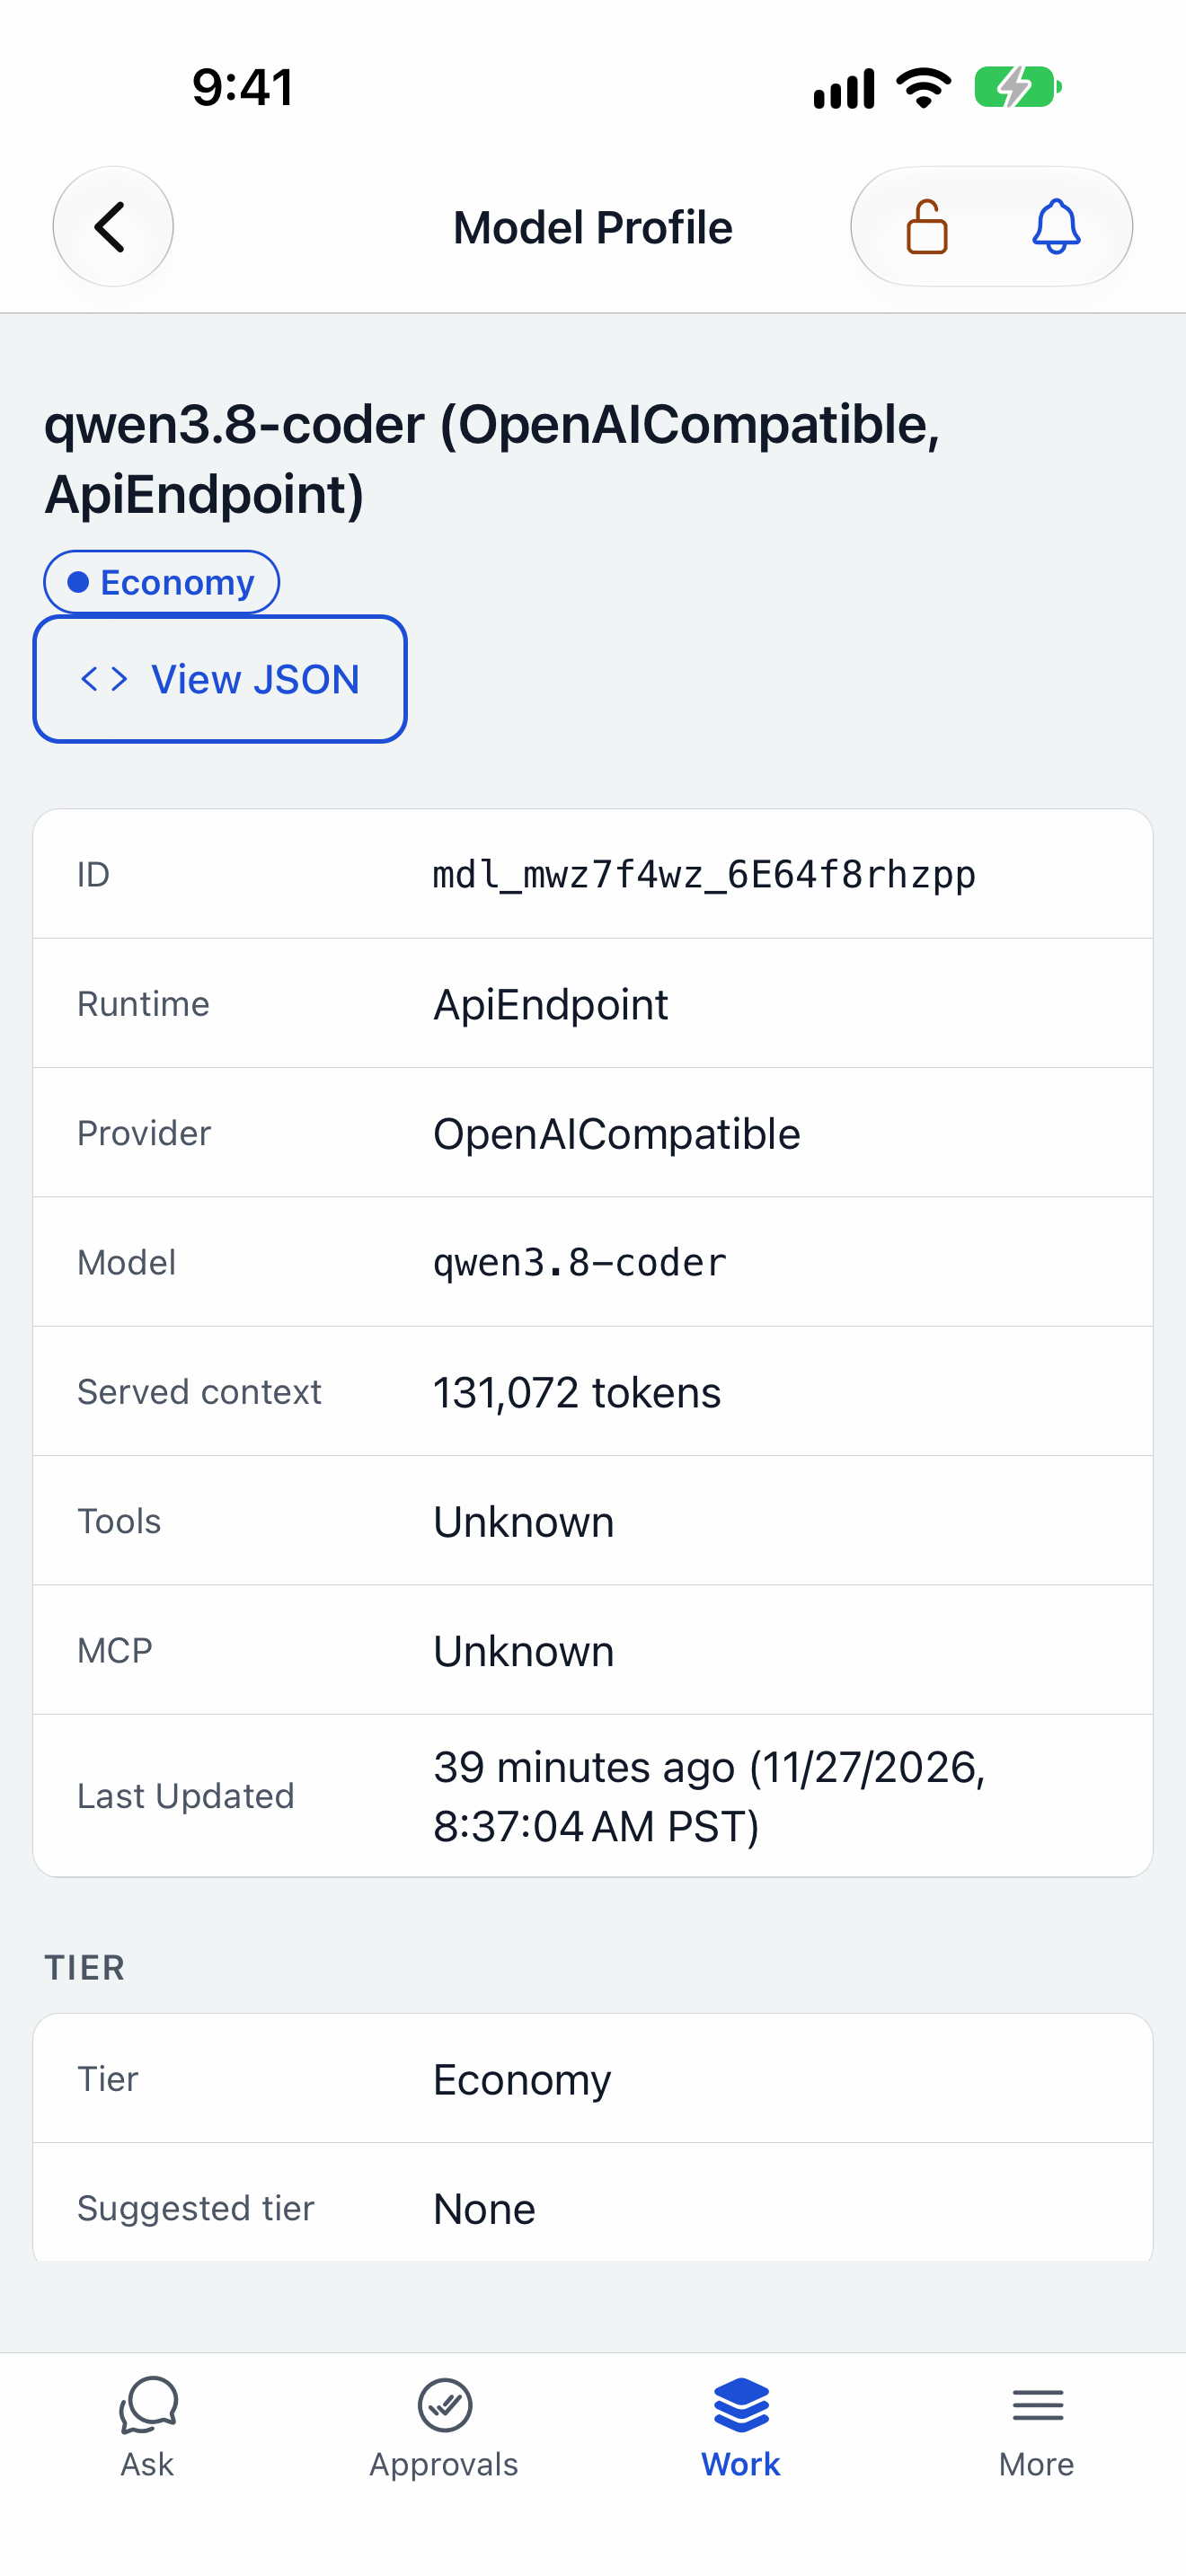 9:41
Model Profile
qwen3.8-coder (OpenAICompatible,
ApiEndpoint)
Economy
View JSON
ID
mdl_mwz7f4wz_6E64f8rhzpp
Runtime
ApiEndpoint
Provider
OpenAICompatible
Model
qwen3.8-coder
Served context
131,072 tokens
Tools
Unknown
MCP
Unknown
Last Updated
39 minutes ago (11/27/2026,
8:37:04 AM PST)
TIER
Tier
Economy
Suggested tier
None
Ask
Approvals
Work
More